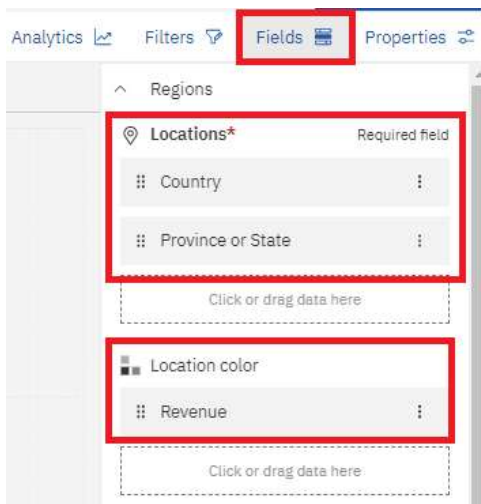 Analytics Filters Fields Properties
Regions
Locations* Required field
Country
Province or State
Click or drag data here
Location color
Revenue
Click or drag data here